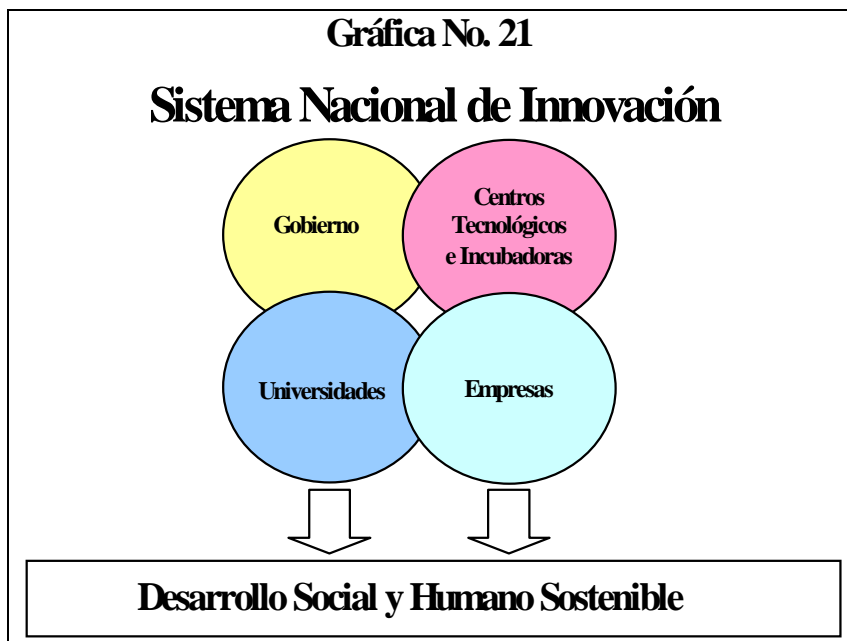 Gráfica No. 21
Sistema Nacional de Innovación
Gobierno
Centros
Tecnológicos
e Incubadoras
Universidades
Empresas
Desarrollo Social y Humano Sostenible